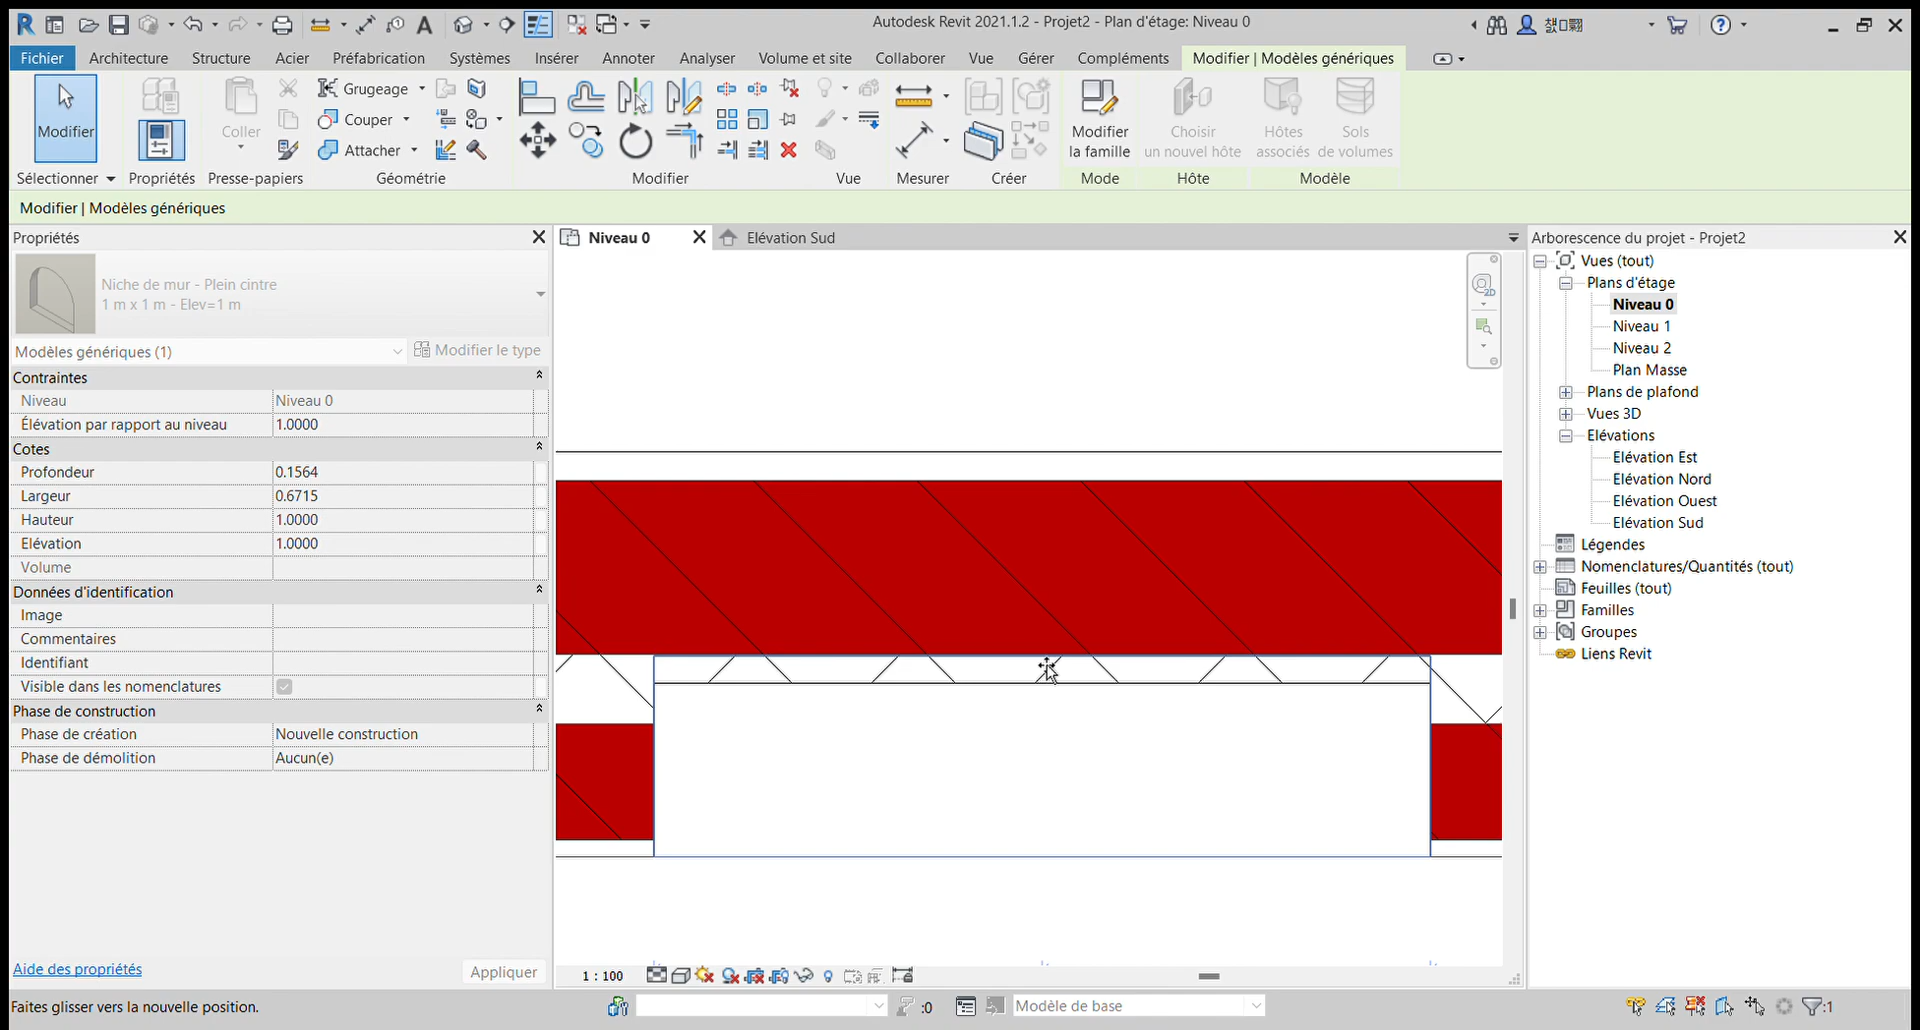 Autodesk Revit 2021.1.2 - Projet2 - Plan d'étage: Niveau 0
Fichier Architecture Structure Acier Préfabrication Systèmes Insérer Annoter Analyser Volume et site Collaborer Vue Gérer Compléments Modifier | Modèles génériques
Modifier
Coller
Grugeage
Couper
Attacher
Modifier la famille
Choisir un nouvel hôte
Hôtes associés
Sols de volumes
Sélectionner Propriétés Presse-papiers Géométrie Modifier Vue Mesurer Créer Mode Hôte Modèle
Modifier | Modèles génériques
Propriétés
Niche de mur - Plein cintre
1 m x 1 m - Elev=1 m
Modèles génériques (1) Modifier le type
Contraintes
Niveau Niveau 0
Élévation par rapport au niveau 1.0000
Cotes
Profondeur 0.1564
Largeur 0.6715
Hauteur 1.0000
Elévation 1.0000
Volume
Données d'identification
Image
Commentaires
Identifiant
Visible dans les nomenclatures
Phase de construction
Phase de création Nouvelle construction
Phase de démolition Aucun(e)
Aide des propriétés Appliquer
Niveau 0 Elévation Sud
2D
1 : 100
Arborescence du projet - Projet2
Vues (tout)
Plans d'étage
Niveau 0
Niveau 1
Niveau 2
Plan Masse
Plans de plafond
Vues 3D
Elévations
Elévation Est
Elévation Nord
Elévation Ouest
Elévation Sud
Légendes
Nomenclatures/Quantités (tout)
Feuilles (tout)
Familles
Groupes
Liens Revit
Faites glisser vers la nouvelle position. :0 Modèle de base :1